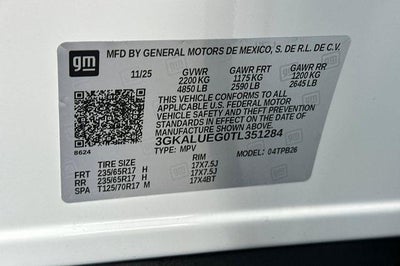 gm MFD BY GENERAL MOTORS DE MEXICO, S. DE R.L. DE C.V.
11/25 GVWR GAWR FRT GAWR RR
2200 KG 1175 KG 1200 KG
4850 LB 2590 LB 2645 LB
THIS VEHICLE CONFORMS TO ALL
APPLICABLE U.S. FEDERAL MOTOR
VEHICLE SAFETY AND THEFT PREVENTION
STANDARDS IN EFFECT ON THE DATE
OF MANUFACTURE SHOWN ABOVE.
3GKALUEG0TL351284
8624 TYPE: MPV MODEL: 04TPB26
TIRE SIZE RIM
FRT 235/65R17 H 17X7.5J
RR 235/65R17 H 17X7.5J
SPA T125/70R17 M 17X4BT